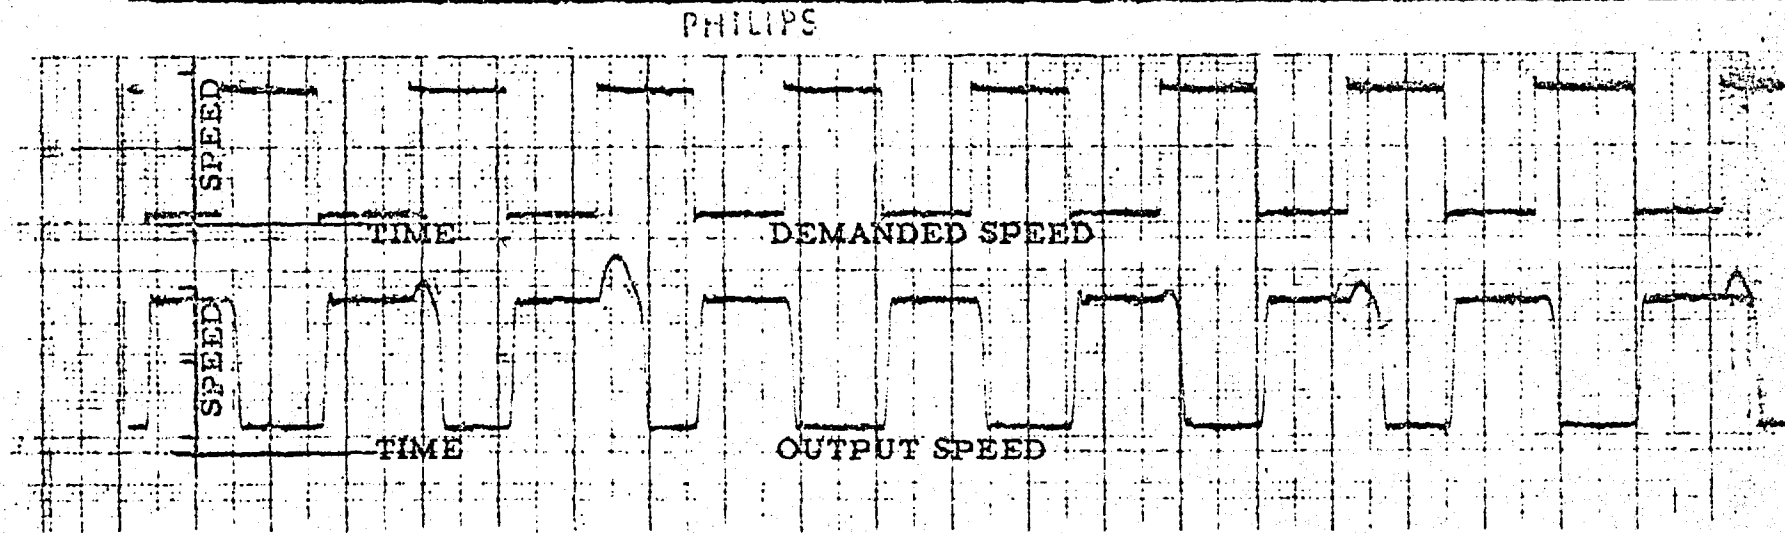 PHILIPS
SPEED
TIME
DEMANDED SPEED
SPEED
TIME
OUTPUT SPEED